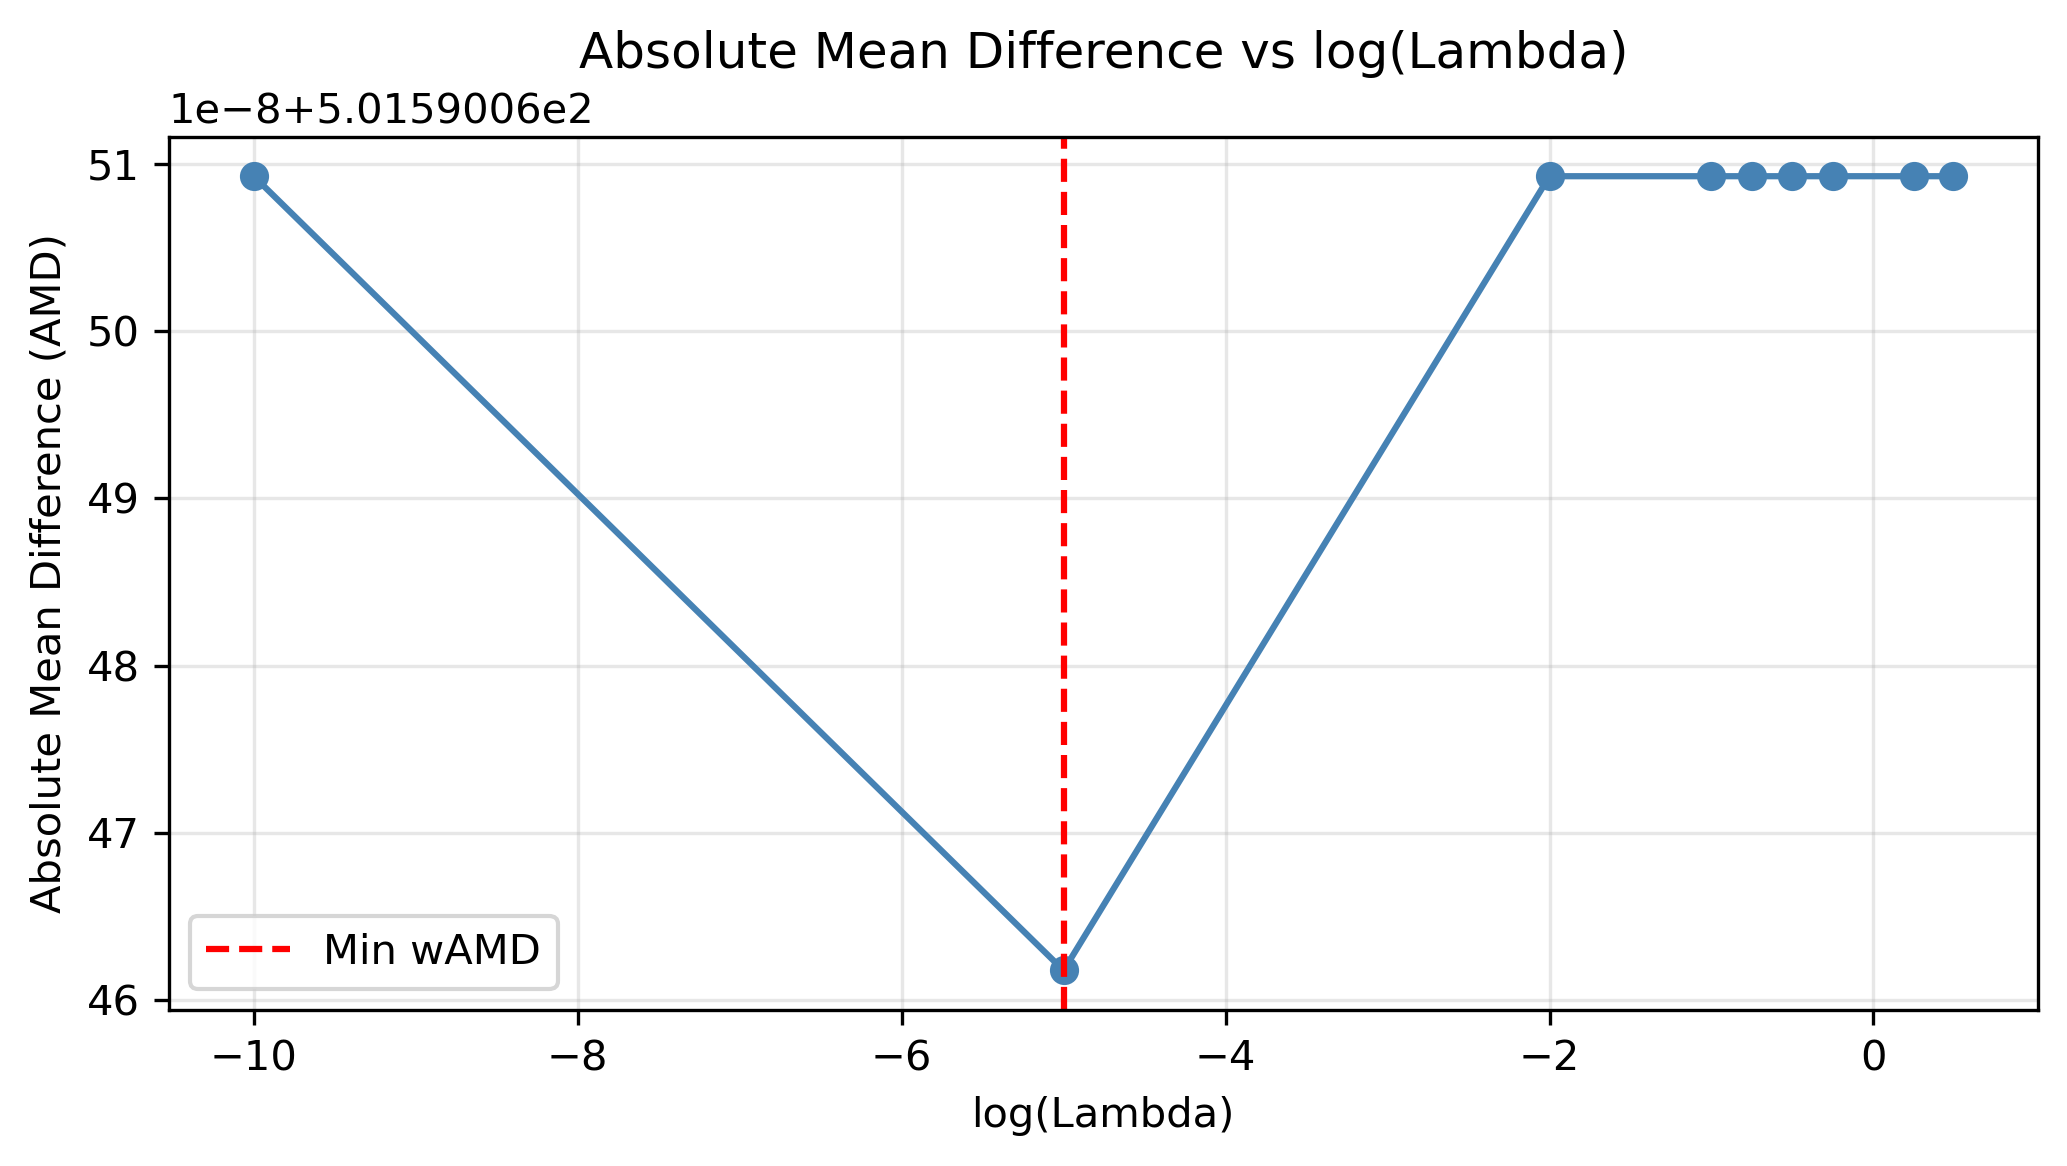 Absolute Mean Difference vs log(Lambda)
1e−8+5.0159006e2
51
50
49
48
47
46
Absolute Mean Difference (AMD)
Min wAMD
−10
−8
−6
−4
−2
0
log(Lambda)